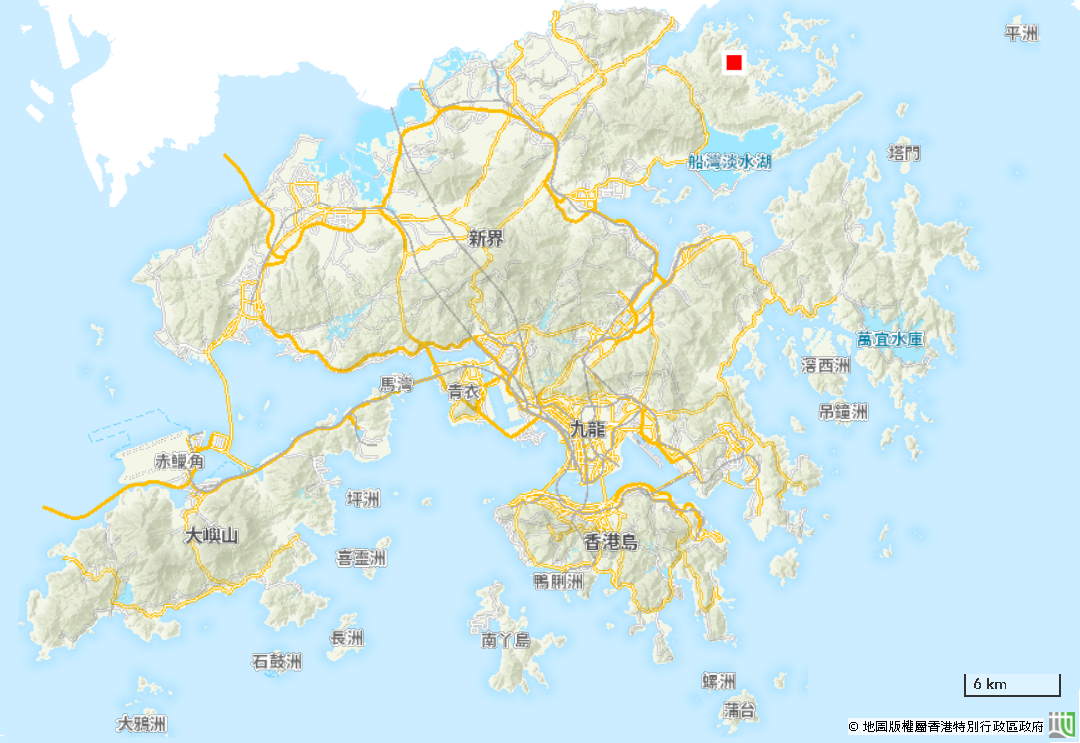 平洲
塔門
船灣淡水湖
新界
萬宜水庫
滘西洲
馬灣
青衣
吊鐘洲
九龍
赤鱲角
坪洲
大嶼山
香港島
喜靈洲
鴨脷洲
長洲
南丫島
石鼓洲
螺洲
6 km
蒲台
大鴉洲
© 地圖版權屬香港特別行政區政府